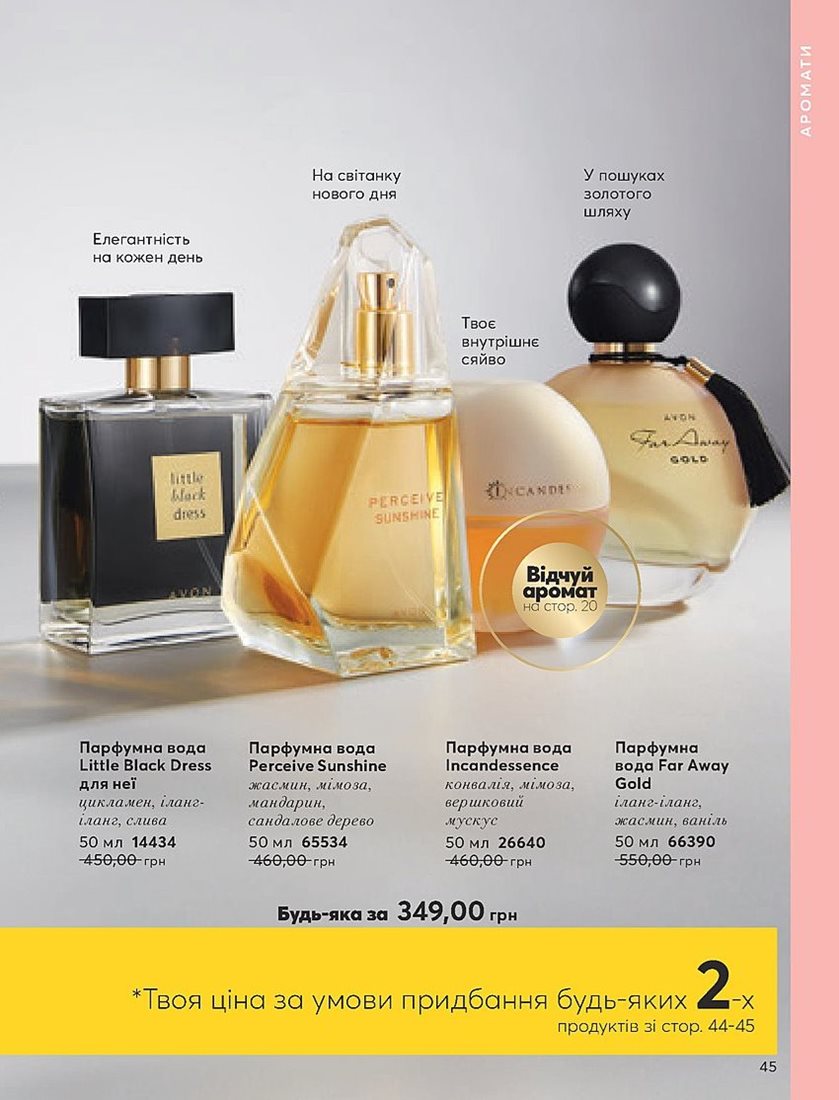 АРОМАТИ
На світанку
нового дня
У пошуках
золотого
шляху
Елегантність
на кожен день
Твоє
внутрішнє
сяйво
little
black
dress
AVON
PERCEIVE
SUNSHINE
AVON
INCANDES
AVON
Far Away
GOLD
Відчуй
аромат
на стор. 20
Парфумна вода
Little Black Dress
для неї
цикламен, іланг-
іланг, слива
50 мл 14434
450,00 грн
Парфумна вода
Perceive Sunshine
жасмин, мімоза,
мандарин,
сандалове дерево
50 мл 65534
460,00 грн
Парфумна вода
Incandessence
конвалія, мімоза,
вершковий
мускус
50 мл 26640
460,00 грн
Парфумна
вода Far Away
Gold
іланг-іланг,
жасмин, ваніль
50 мл 66390
550,00 грн
Будь-яка за 349,00 грн
*Твоя ціна за умови придбання будь-яких 2-х
продуктів зі стор. 44-45
45